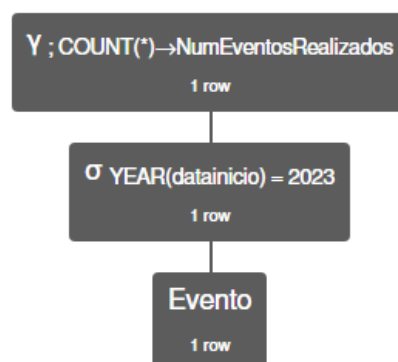 γ ; COUNT(*)→NumEventosRealizados
1 row
σ YEAR(datainicio) = 2023
1 row
Evento
1 row